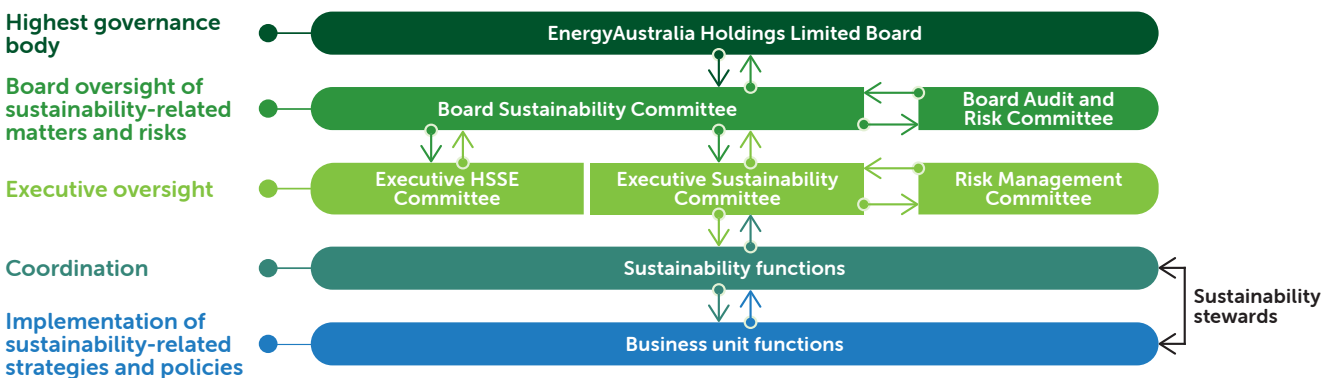 Highest governance
body
EnergyAustralia Holdings Limited Board
Board oversight of
sustainability-related
matters and risks
Board Sustainability Committee
Board Audit and
Risk Committee
Executive oversight
Executive HSSE
Committee
Executive Sustainability
Committee
Risk Management
Committee
Coordination
Sustainability functions
Sustainability
stewards
Implementation of
sustainability-related
strategies and policies
Business unit functions